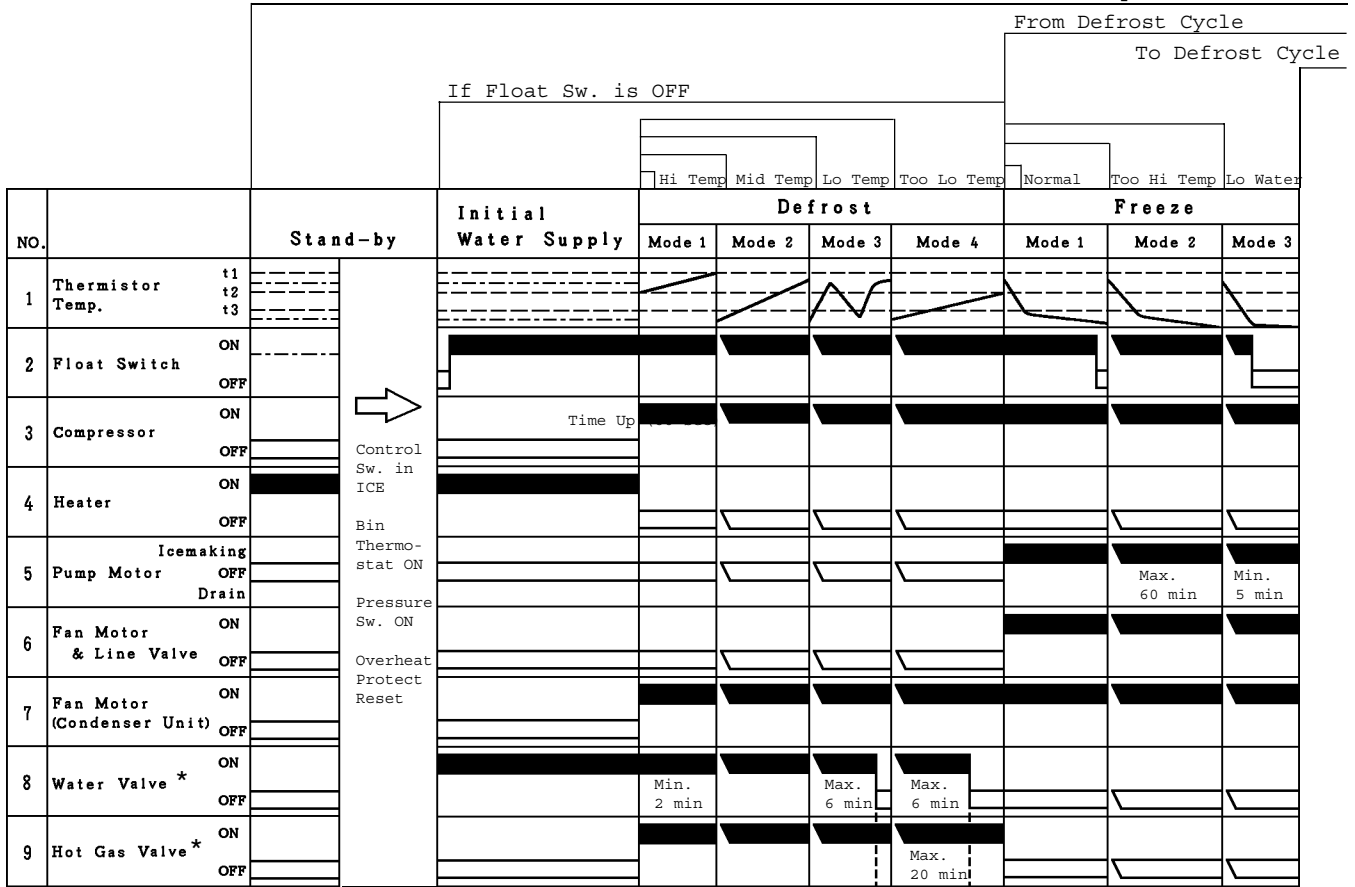 From Defrost Cycle
To Defrost Cycle
If Float Sw. is OFF
Hi Temp Mid Temp Lo Temp Too Lo Temp Normal Too Hi Temp Lo Water
NO. Stand-by Initial Water Supply Defrost Freeze
Mode 1 Mode 2 Mode 3 Mode 4 Mode 1 Mode 2 Mode 3
1 Thermistor Temp. t1 t2 t3
2 Float Switch ON OFF
3 Compressor ON OFF
Time Up
4 Heater ON OFF
5 Pump Motor Icemaking OFF Drain
Max. 60 min
Min. 5 min
6 Fan Motor & Line Valve ON OFF
7 Fan Motor (Condenser Unit) ON OFF
8 Water Valve * ON OFF
Min. 2 min
Max. 6 min
Max. 6 min
9 Hot Gas Valve * ON OFF
Max. 20 min
Control
Sw. in
ICE
Bin
Thermo-
stat ON
Pressure
Sw. ON
Overheat
Protect
Reset